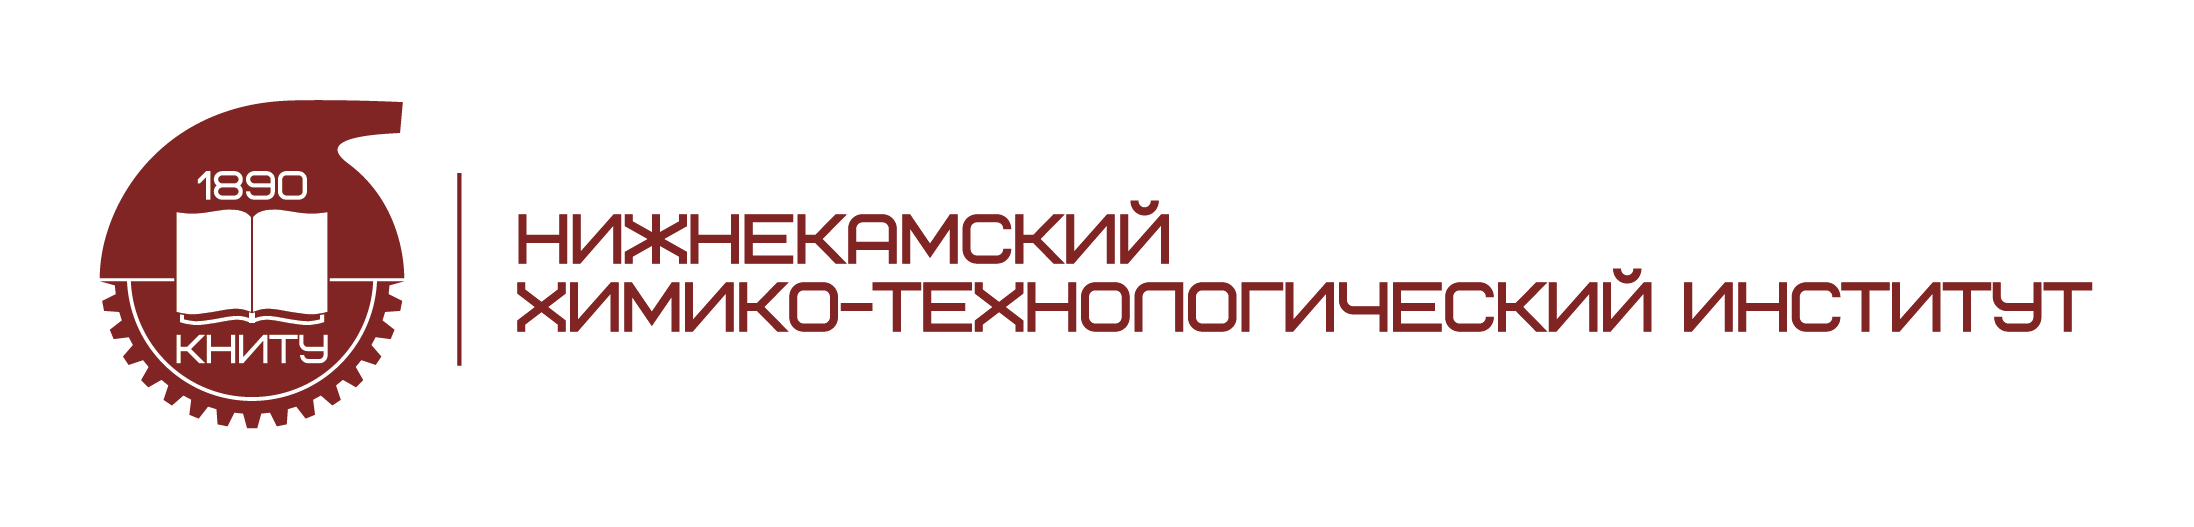 1890
КНИТУ
НИЖНЕКАМСКИЙ
ХИМИКО-ТЕХНОЛОГИЧЕСКИЙ ИНСТИТУТ